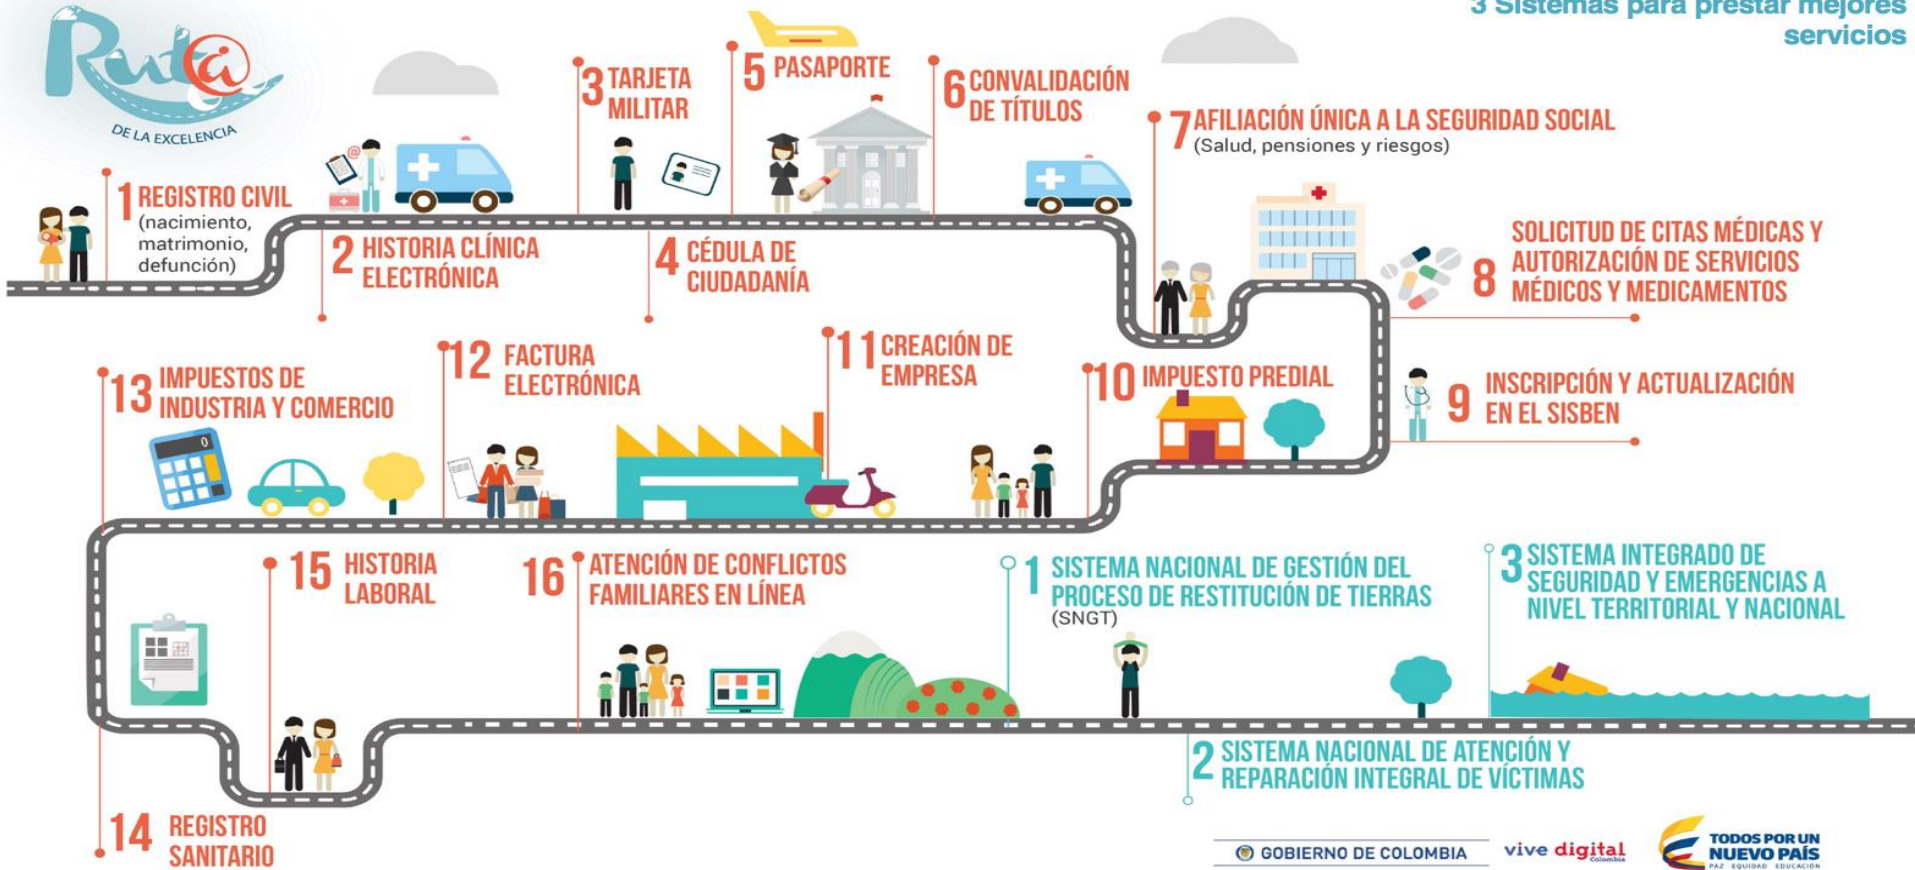 Ruta
DE LA EXCELENCIA
3 Sistemas para prestar mejores
servicios
1 REGISTRO CIVIL
(nacimiento,
matrimonio,
defunción)
2 HISTORIA CLÍNICA
ELECTRÓNICA
3 TARJETA
MILITAR
4 CÉDULA DE
CIUDADANÍA
5 PASAPORTE
6 CONVALIDACIÓN
DE TÍTULOS
7 AFILIACIÓN ÚNICA A LA SEGURIDAD SOCIAL
(Salud, pensiones y riesgos)
8 SOLICITUD DE CITAS MÉDICAS Y
AUTORIZACIÓN DE SERVICIOS
MÉDICOS Y MEDICAMENTOS
9 INSCRIPCIÓN Y ACTUALIZACIÓN
EN EL SISBEN
10 IMPUESTO PREDIAL
11 CREACIÓN DE
EMPRESA
12 FACTURA
ELECTRÓNICA
13 IMPUESTOS DE
INDUSTRIA Y COMERCIO
0
14 REGISTRO
SANITARIO
15 HISTORIA
LABORAL
16 ATENCIÓN DE CONFLICTOS
FAMILIARES EN LÍNEA
1 SISTEMA NACIONAL DE GESTIÓN DEL
PROCESO DE RESTITUCIÓN DE TIERRAS
(SNGT)
2 SISTEMA NACIONAL DE ATENCIÓN Y
REPARACIÓN INTEGRAL DE VÍCTIMAS
3 SISTEMA INTEGRADO DE
SEGURIDAD Y EMERGENCIAS A
NIVEL TERRITORIAL Y NACIONAL
GOBIERNO DE COLOMBIA
vive digital
Colombia
TODOS POR UN
NUEVO PAÍS
PAZ EQUIDAD EDUCACIÓN